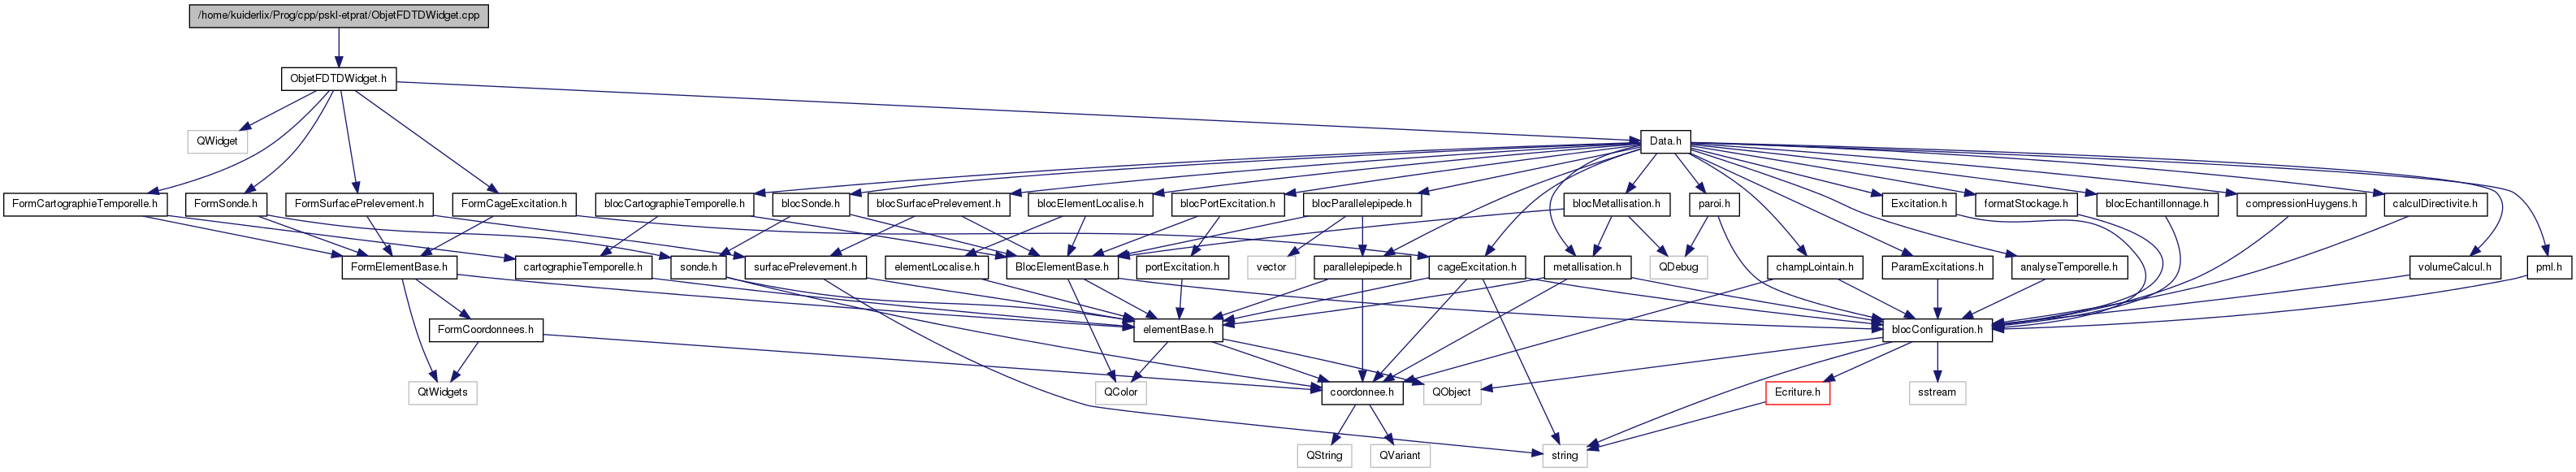 /home/kuiderlix/Prog/cpp/pskl-etprat/ObjetFDTDWidget.cpp
ObjetFDTDWidget.h
QWidget
Data.h
FormCartographieTemporelle.h
FormSonde.h
FormSurfacePrelevement.h
FormCageExcitation.h
blocCartographieTemporelle.h
blocSonde.h
blocSurfacePrelevement.h
blocElementLocalise.h
blocPortExcitation.h
blocParallelepipede.h
blocMetallisation.h
paroi.h
Excitation.h
formatStockage.h
blocEchantillonnage.h
compressionHuygens.h
calculDirectivite.h
FormElementBase.h
cartographieTemporelle.h
sonde.h
surfacePrelevement.h
elementLocalise.h
BlocElementBase.h
portExcitation.h
vector
parallelepipede.h
cageExcitation.h
metallisation.h
QDebug
champLointain.h
ParamExcitations.h
analyseTemporelle.h
volumeCalcul.h
pml.h
FormCoordonnees.h
elementBase.h
blocConfiguration.h
QtWidgets
QColor
coordonnee.h
QObject
Ecriture.h
sstream
QString
QVariant
string